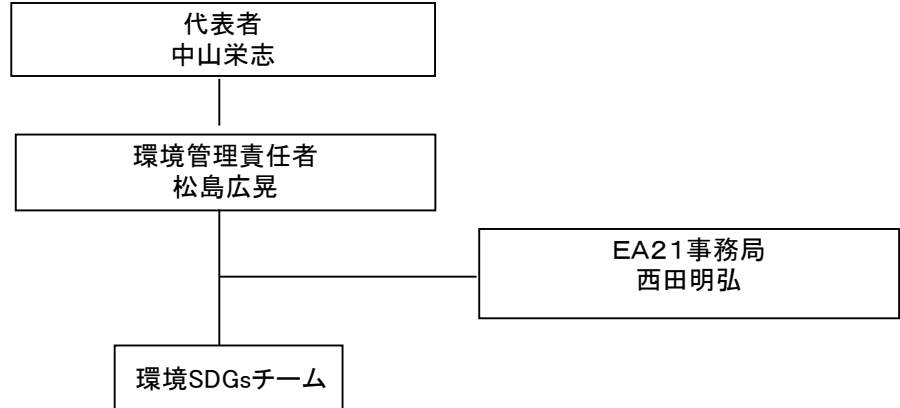 代表者
中山栄志
環境管理責任者
松島広晃
EA21事務局
西田明弘
環境SDGsチーム